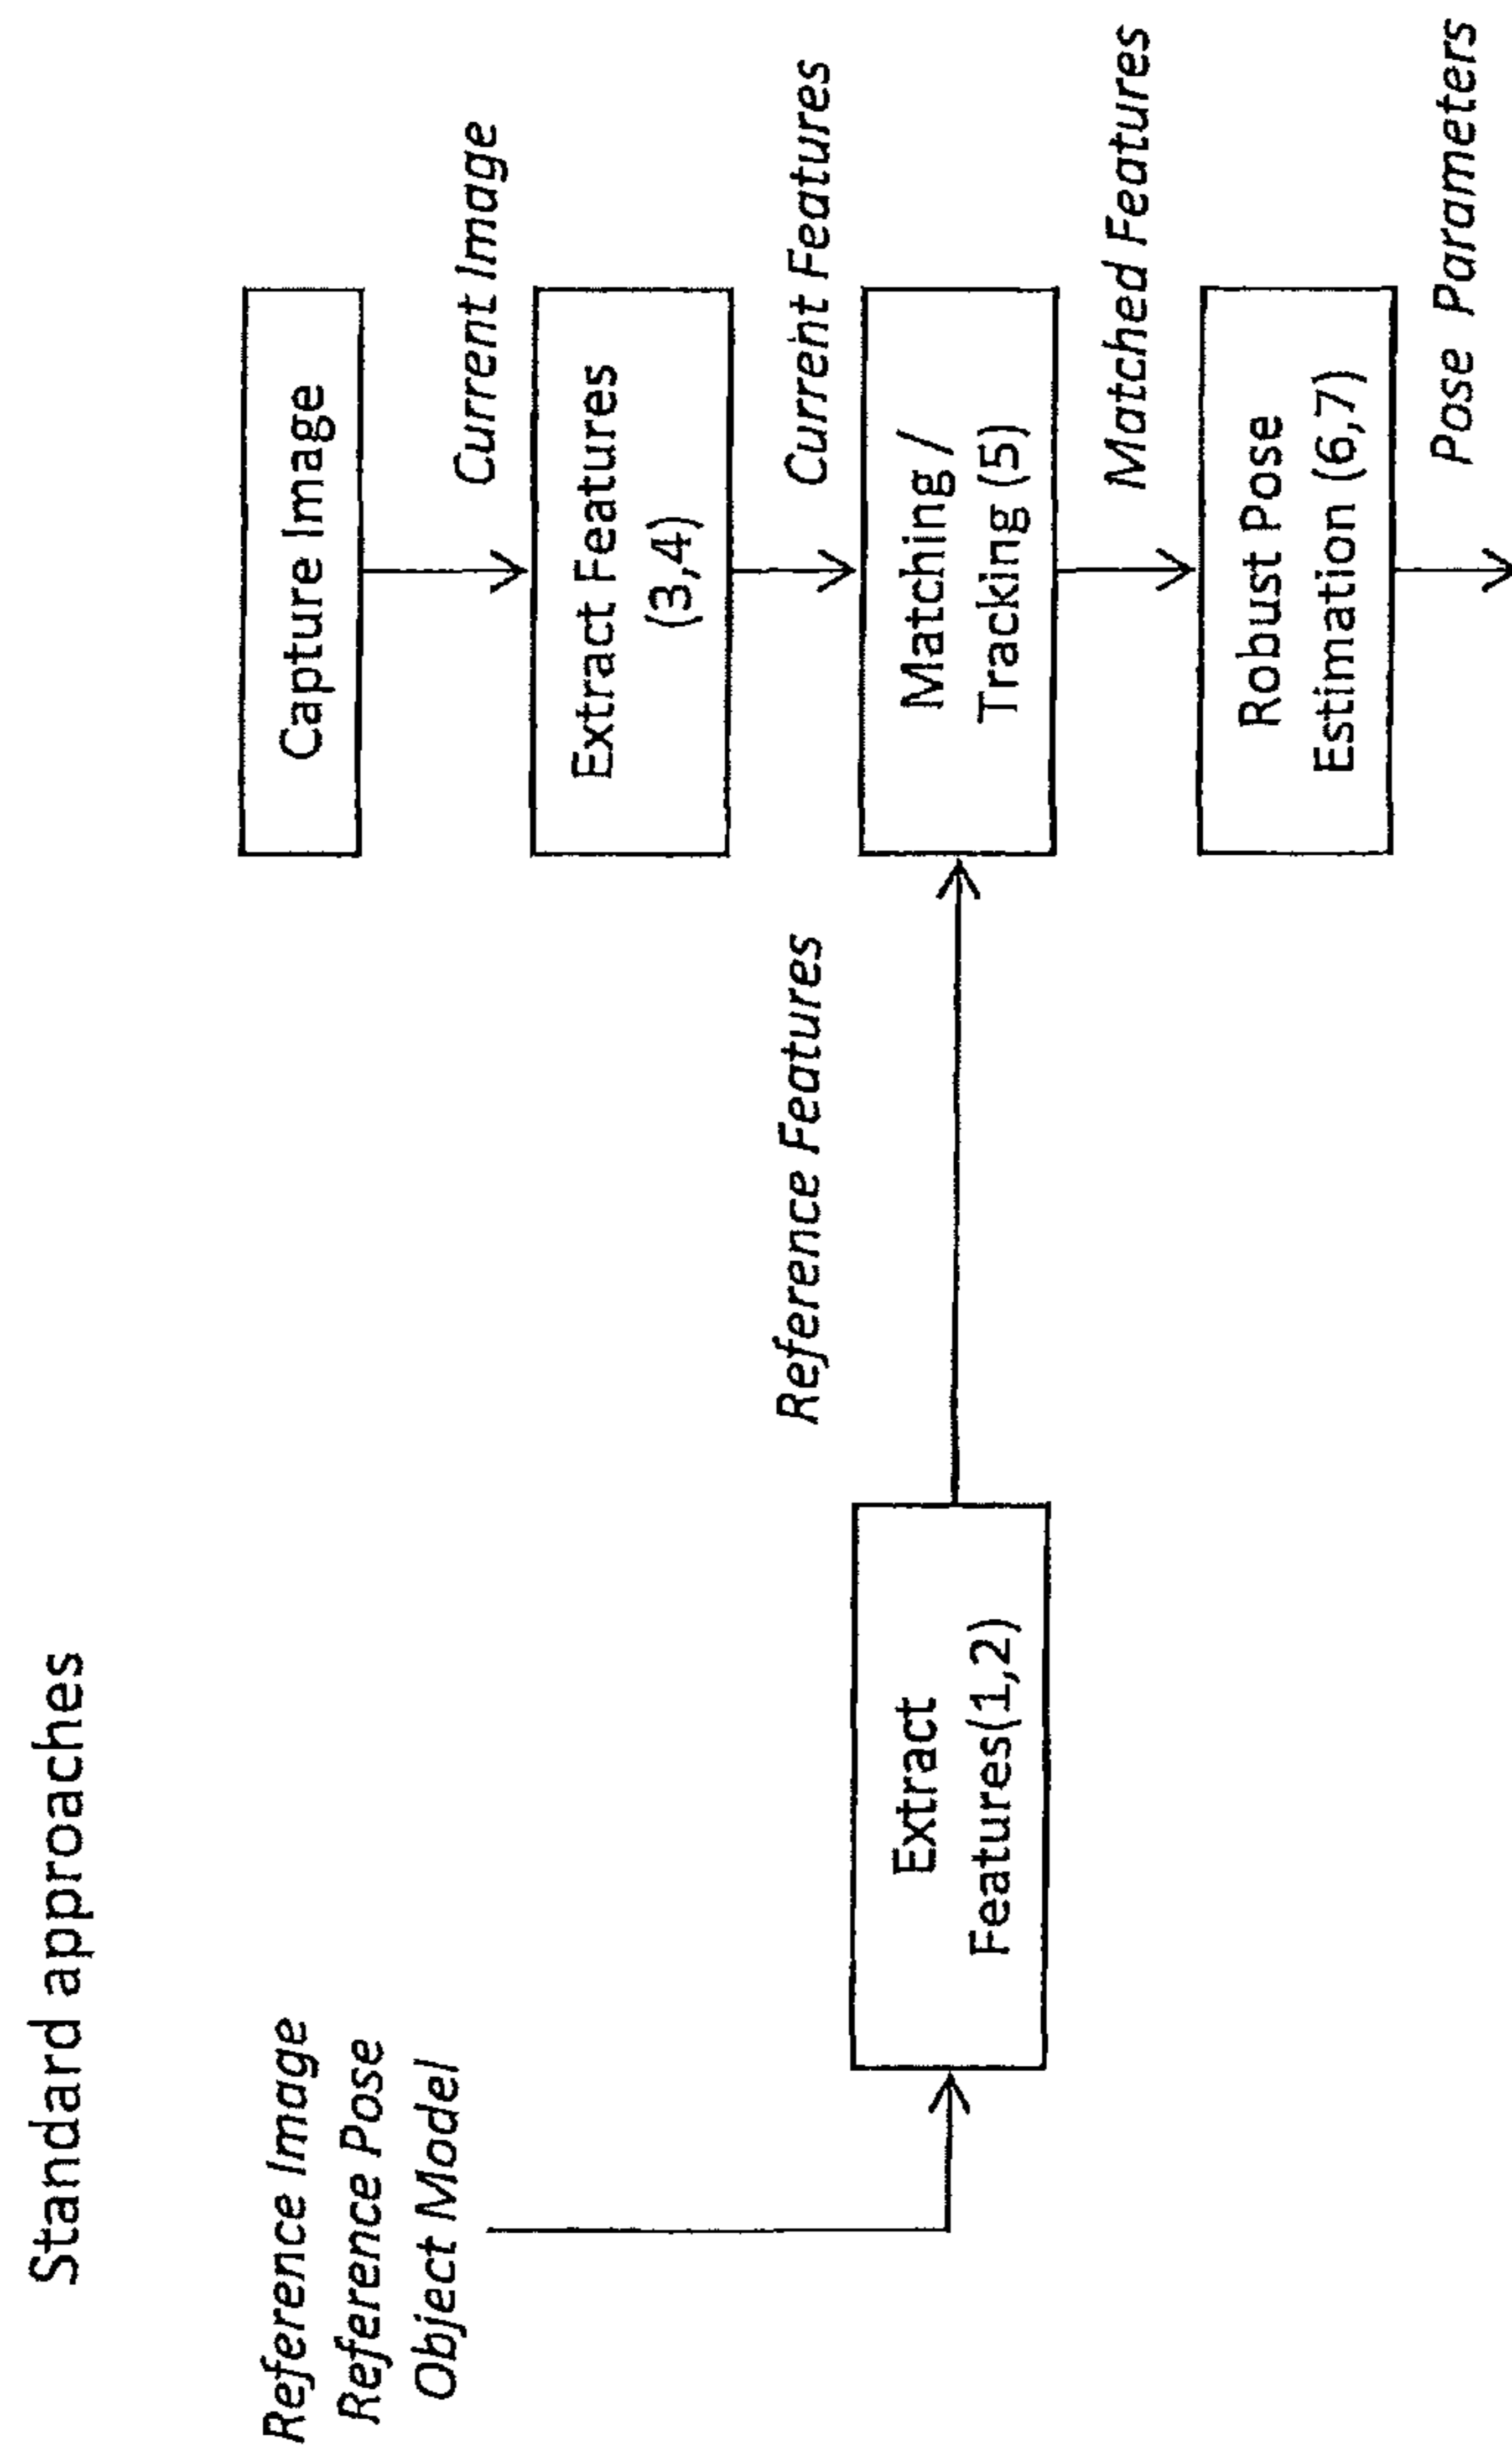 Standard approaches
Reference Image
Reference Pose
Object Model
Extract
Features(1,2)
Reference Features
Capture Image
Current Image
Extract Features
(3,4)
Current Features
Matching /
Tracking (5)
Matched Features
Robust Pose
Estimation (6,7)
Pose Parameters